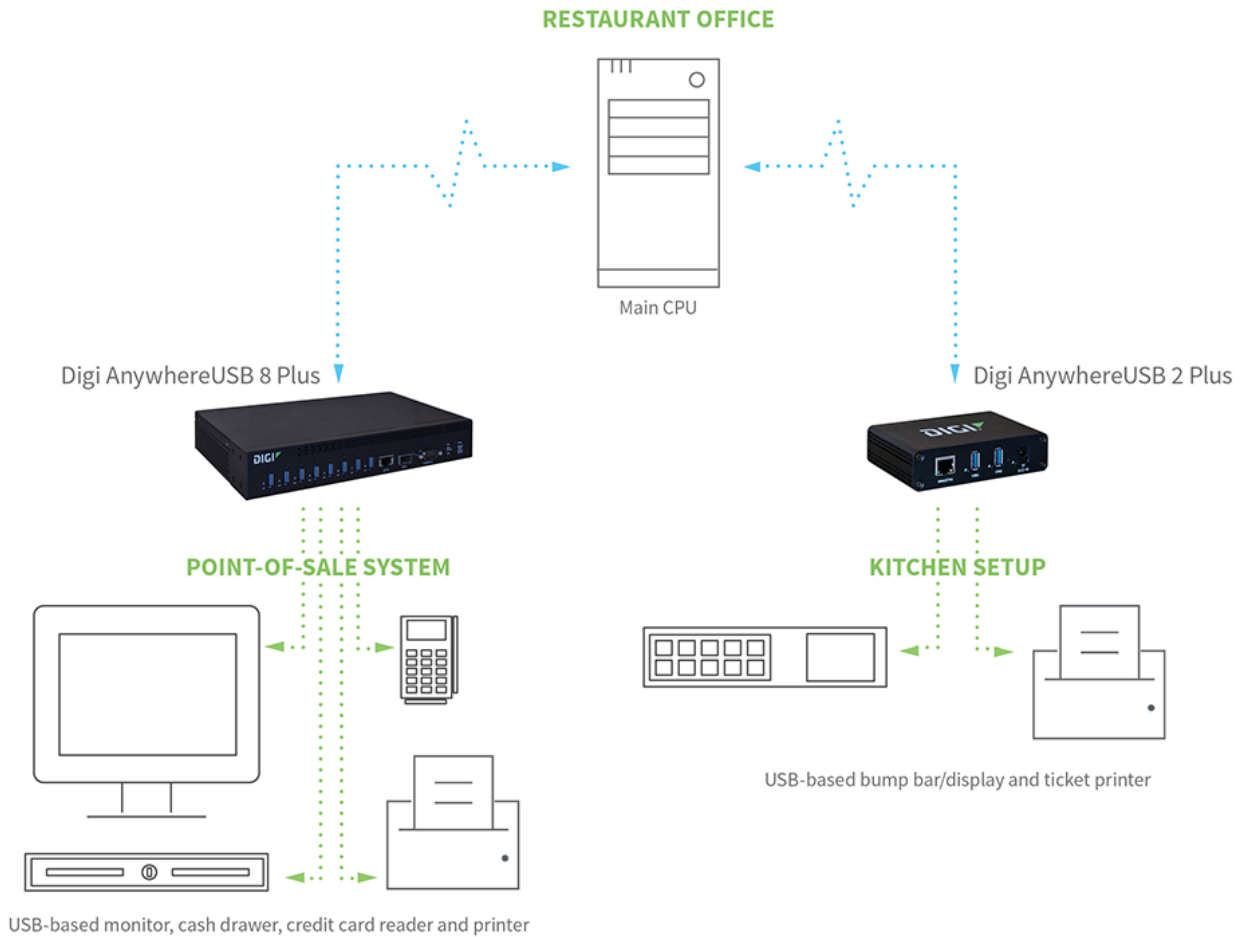 RESTAURANT OFFICE
Main CPU
Digi AnywhereUSB 8 Plus
Digi AnywhereUSB 2 Plus
DIGI
DIGI
POINT-OF-SALE SYSTEM
KITCHEN SETUP
USB-based bump bar/display and ticket printer
USB-based monitor, cash drawer, credit card reader and printer